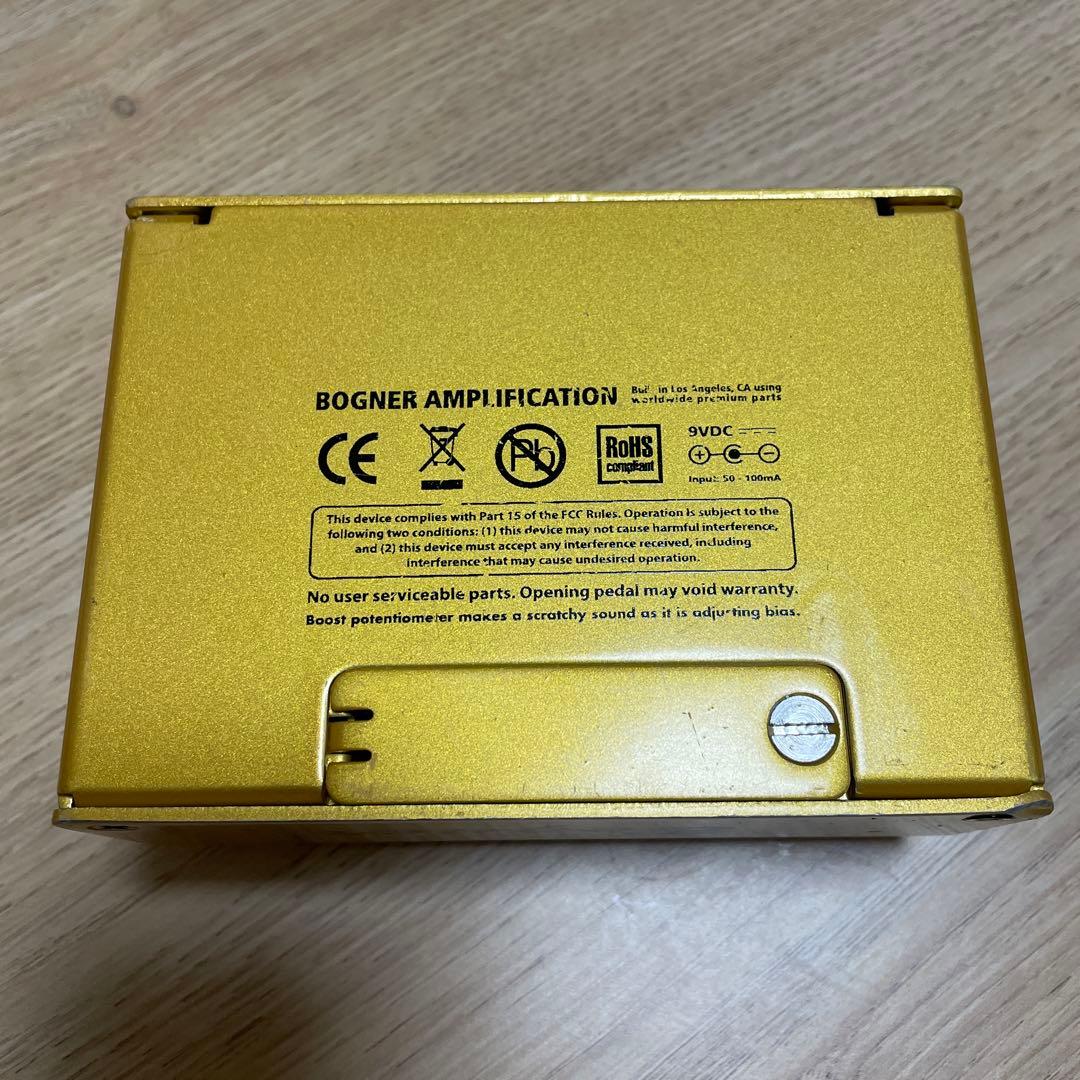 BOGNER AMPLIFICATION
Built in Los Angeles, CA using
worldwide premium parts
CE
Pb
RoHS
compliant
9VDC
+ C −
Input: 50 - 100mA
This device complies with Part 15 of the FCC Rules. Operation is subject to the
following two conditions: (1) this device may not cause harmful interference,
and (2) this device must accept any interference received, including
interference that may cause undesired operation.
No user serviceable parts. Opening pedal may void warranty.
Boost potentiometer makes a scratchy sound as it is adjusting bias.